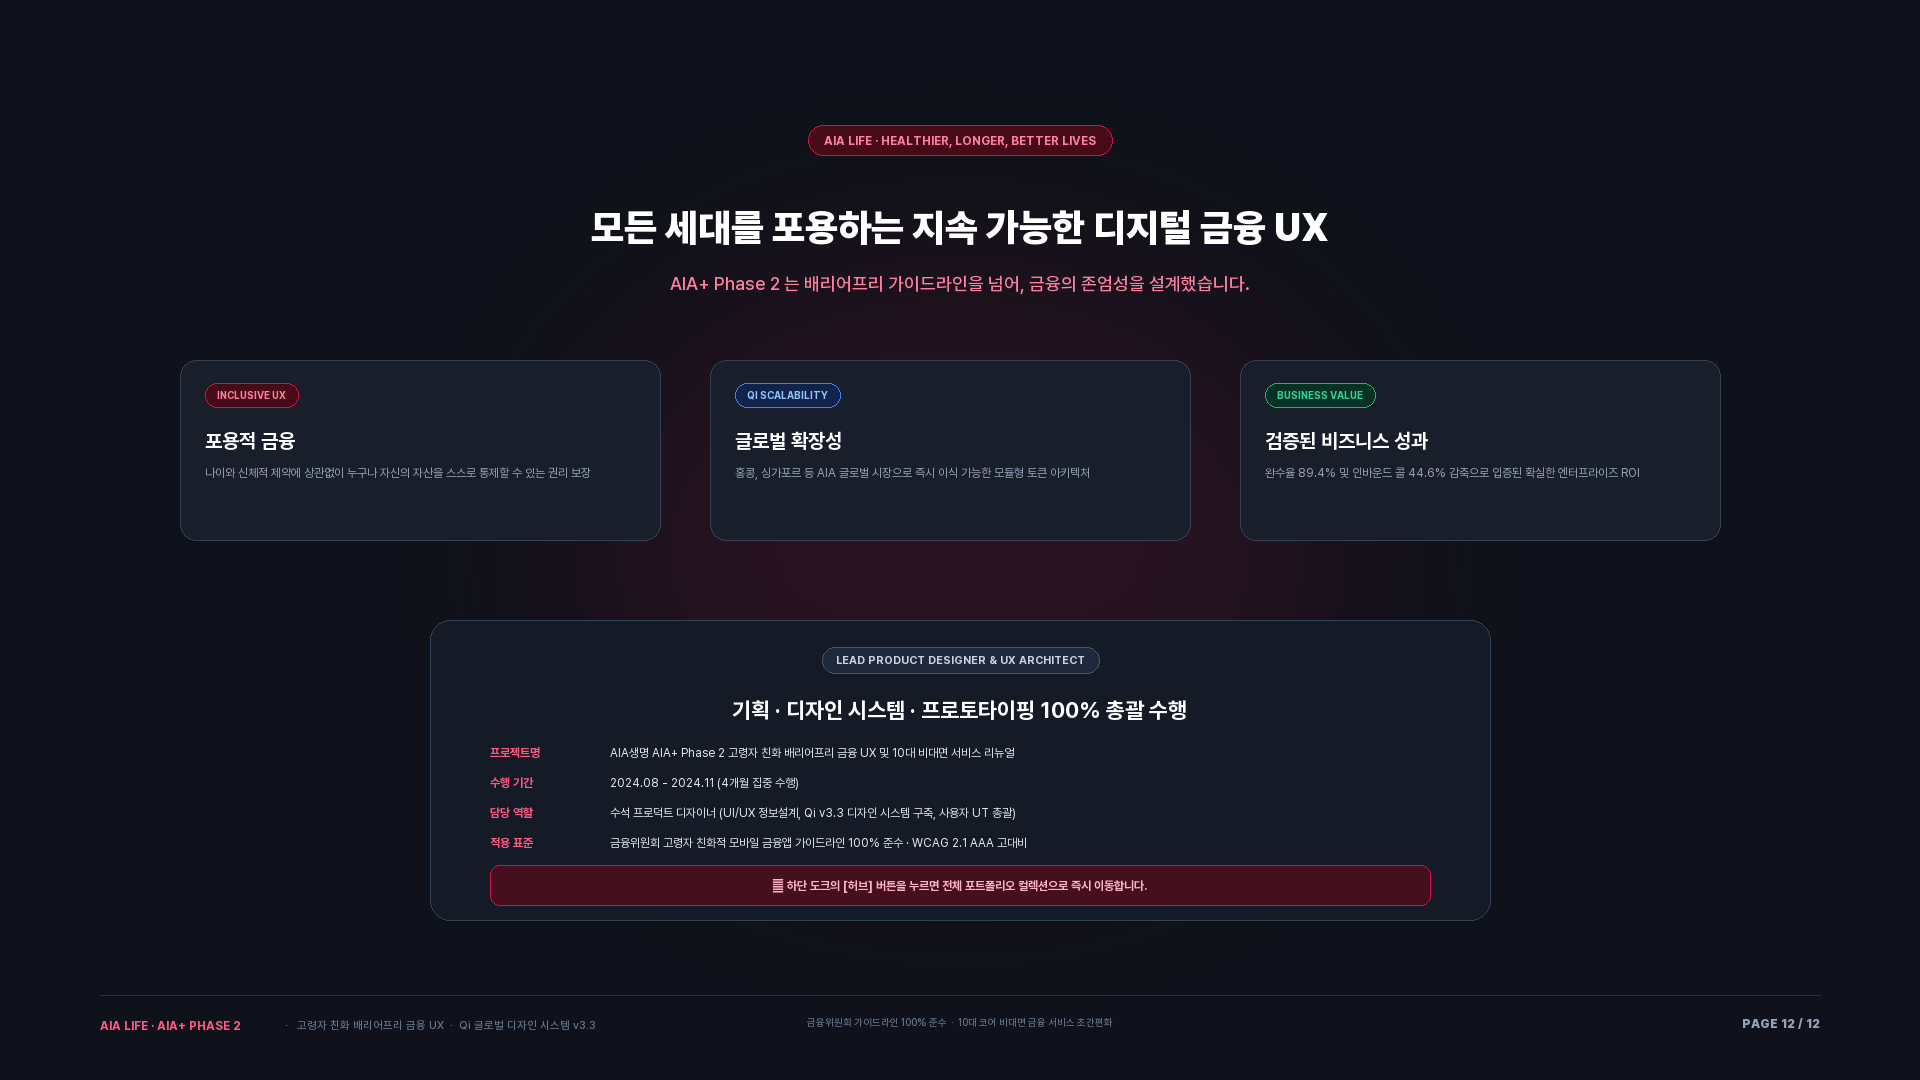 AIA LIFE · HEALTHIER, LONGER, BETTER LIVES
모든 세대를 포용하는 지속 가능한 디지털 금융 UX
AIA+ Phase 2 는 배리어프리 가이드라인을 넘어, 금융의 존엄성을 설계했습니다.
INCLUSIVE UX
포용적 금융
나이와 신체적 제약에 상관없이 누구나 자신의 자산을 스스로 통제할 수 있는 권리 보장
QI SCALABILITY
글로벌 확장성
홍콩, 싱가포르 등 AIA 글로벌 시장으로 즉시 이식 가능한 모듈형 토큰 아키텍처
BUSINESS VALUE
검증된 비즈니스 성과
완수율 89.4% 및 인바운드 콜 44.6% 감축으로 입증된 확실한 엔터프라이즈 ROI
LEAD PRODUCT DESIGNER & UX ARCHITECT
기획 · 디자인 시스템 · 프로토타이핑 100% 총괄 수행
프로젝트명 AIA생명 AIA+ Phase 2 고령자 친화 배리어프리 금융 UX 및 10대 비대면 서비스 리뉴얼
수행 기간 2024.08 - 2024.11 (4개월 집중 수행)
담당 역할 수석 프로덕트 디자이너 (UI/UX 정보설계, Qi v3.3 디자인 시스템 구축, 사용자 UT 총괄)
적용 표준 금융위원회 고령자 친화적 모바일 금융앱 가이드라인 100% 준수 · WCAG 2.1 AAA 고대비
䷀ 하단 도크의 [허브] 버튼을 누르면 전체 포트폴리오 컬렉션으로 즉시 이동합니다.
AIA LIFE · AIA+ PHASE 2 · 고령자 친화 배리어프리 금융 UX · Qi 글로벌 디자인 시스템 v3.3
금융위원회 가이드라인 100% 준수 · 10대 코어 비대면 금융 서비스 초간편화
PAGE 12 / 12